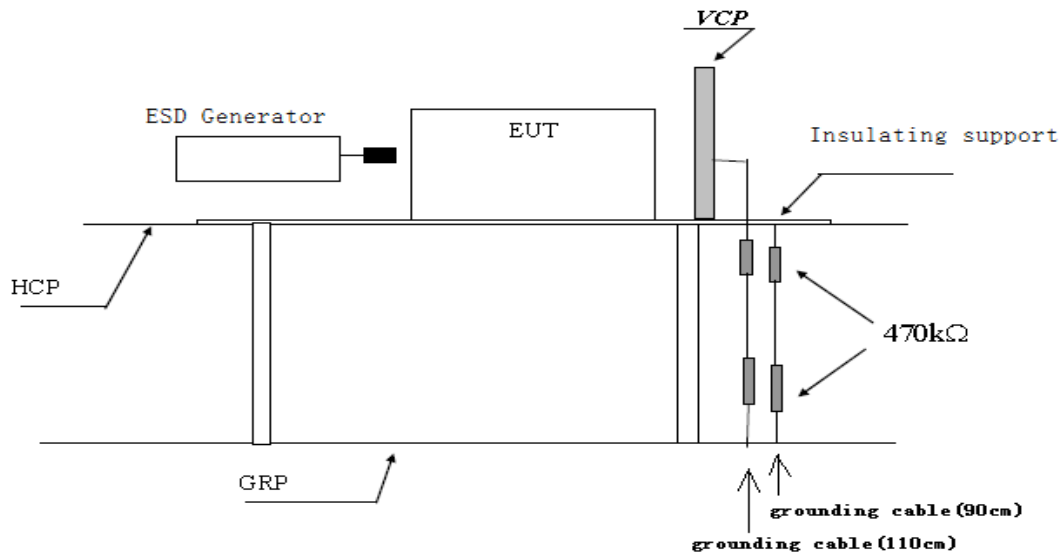 VCP
ESD Generator
EUT
Insulating support
HCP
470kΩ
GRP
grounding cable(90cm)
grounding cable(110cm)